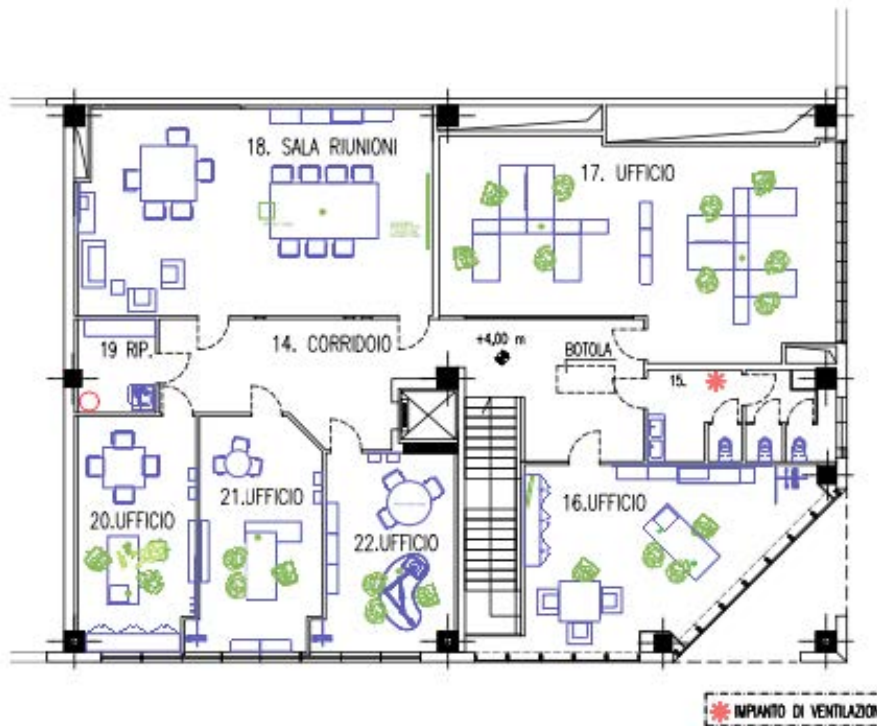 18. SALA RIUNIONI
17. UFFICIO
19 RIP.
14. CORRIDOIO
+4,00 m
BOTOLA
15.
20.UFFICIO
21.UFFICIO
22.UFFICIO
16.UFFICIO
IMPIANTO DI VENTILAZION